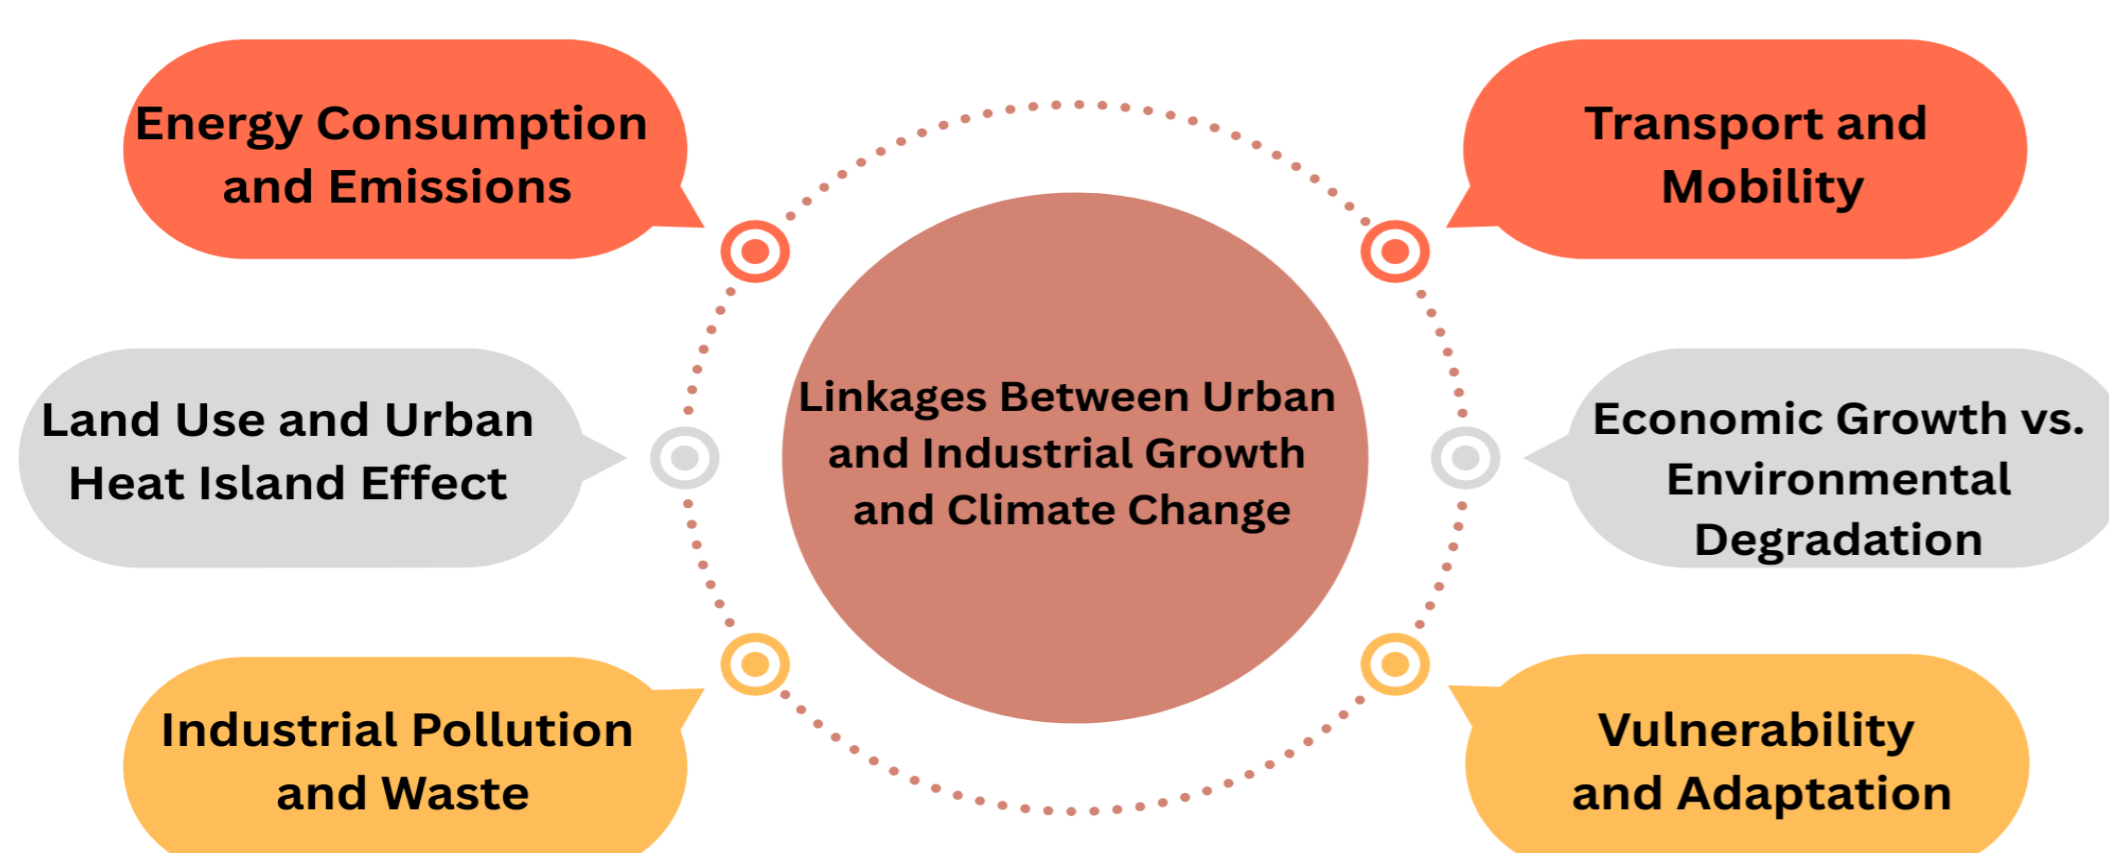 Energy Consumption
and Emissions
Transport and
Mobility
Linkages Between Urban
and Industrial Growth
and Climate Change
Land Use and Urban
Heat Island Effect
Economic Growth vs.
Environmental
Degradation
Industrial Pollution
and Waste
Vulnerability
and Adaptation